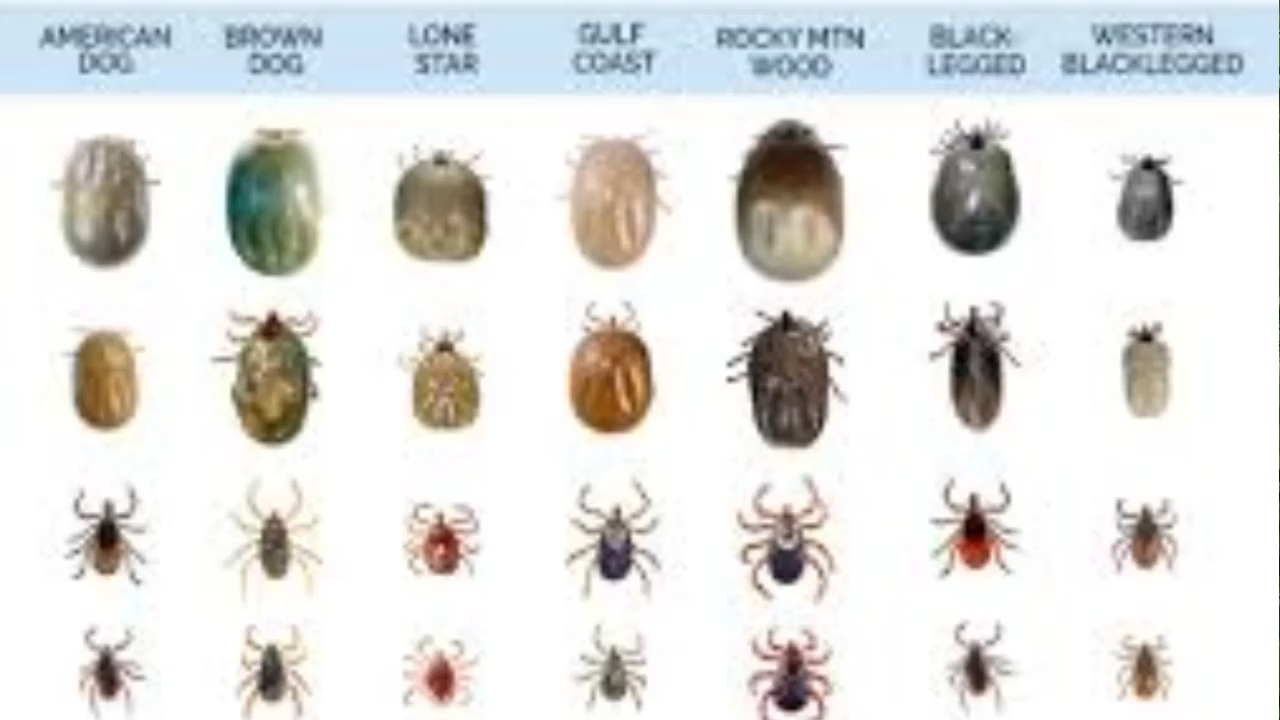 AMERICAN DOG
BROWN DOG
LONE STAR
GULF COAST
ROCKY MTN WOOD
BLACK-LEGGED
WESTERN BLACKLEGGED